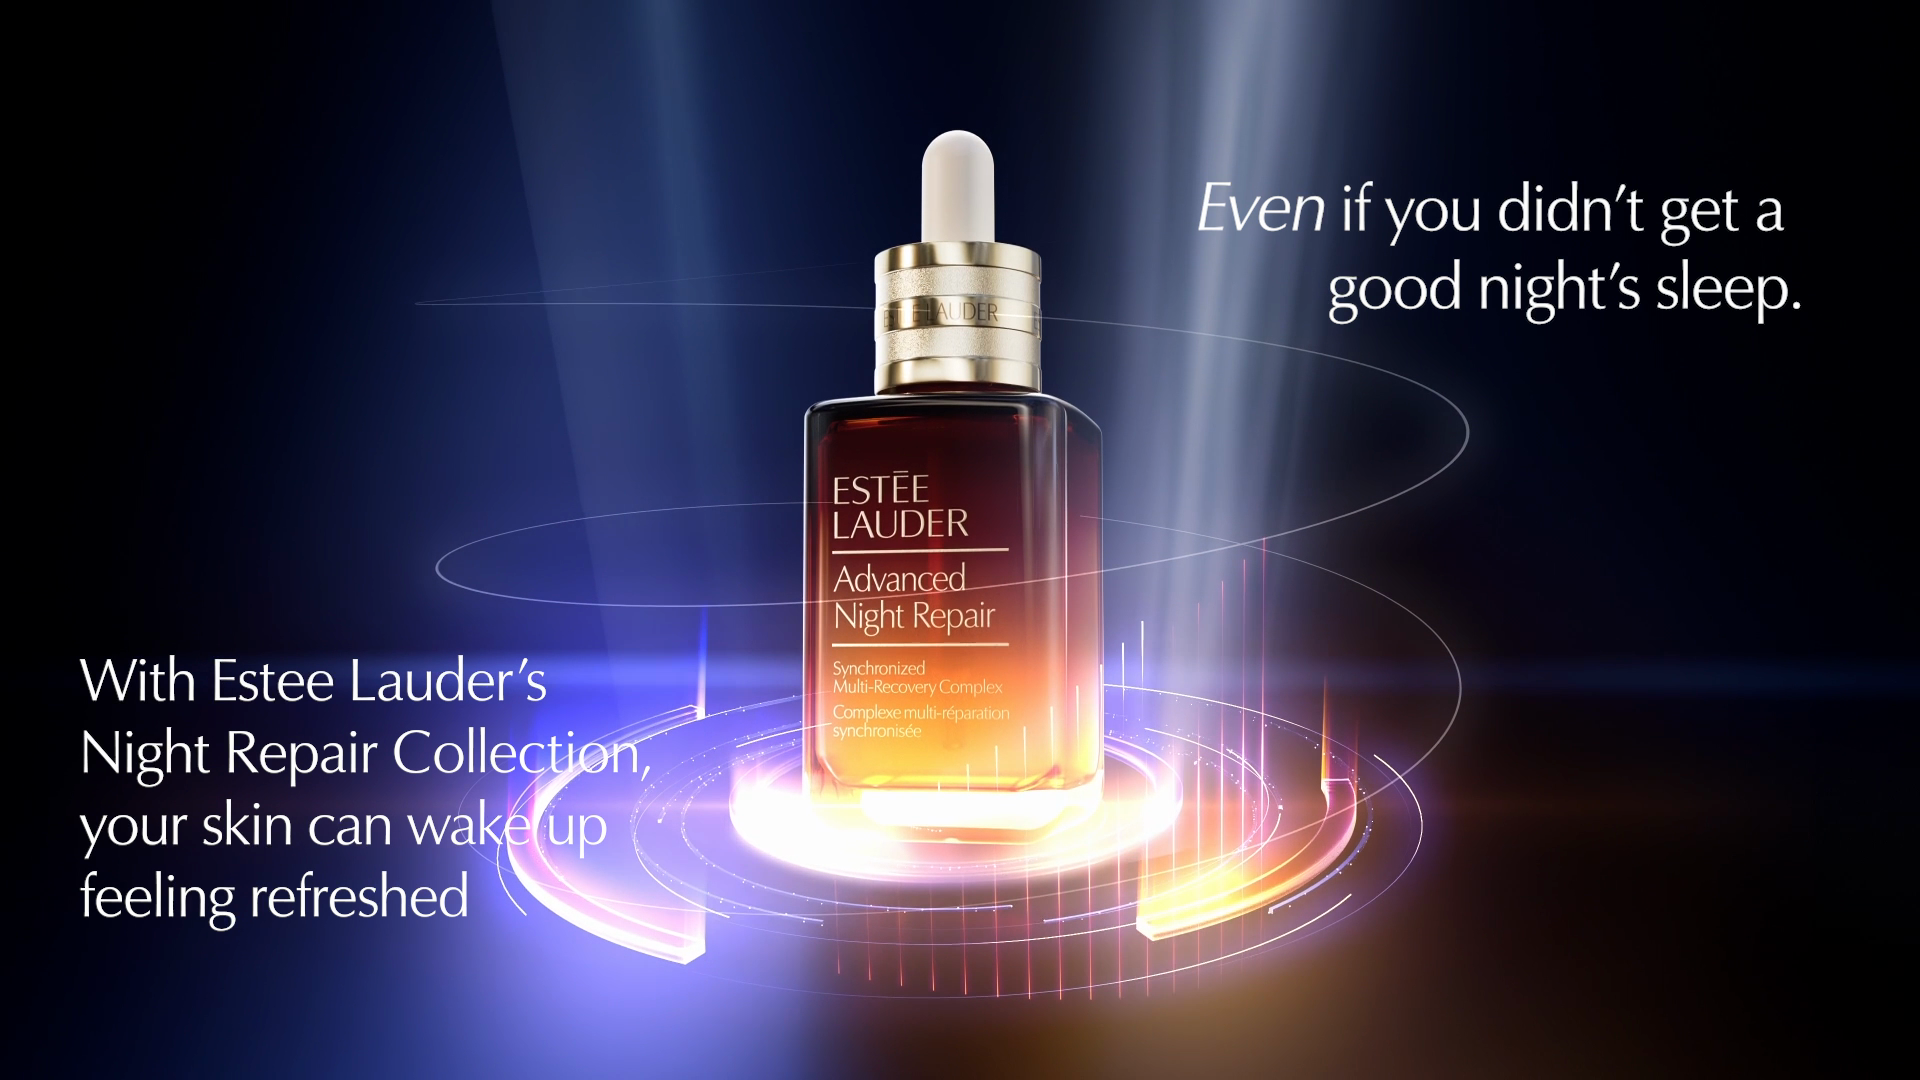 Even if you didn't get a
good night's sleep.
E LAUDER
ESTĒE
LAUDER
Advanced
Night Repair
Synchronized
Multi-Recovery Complex
Complexe multi-réparation
synchronisée
With Estee Lauder's
Night Repair Collection,
your skin can wake up
feeling refreshed